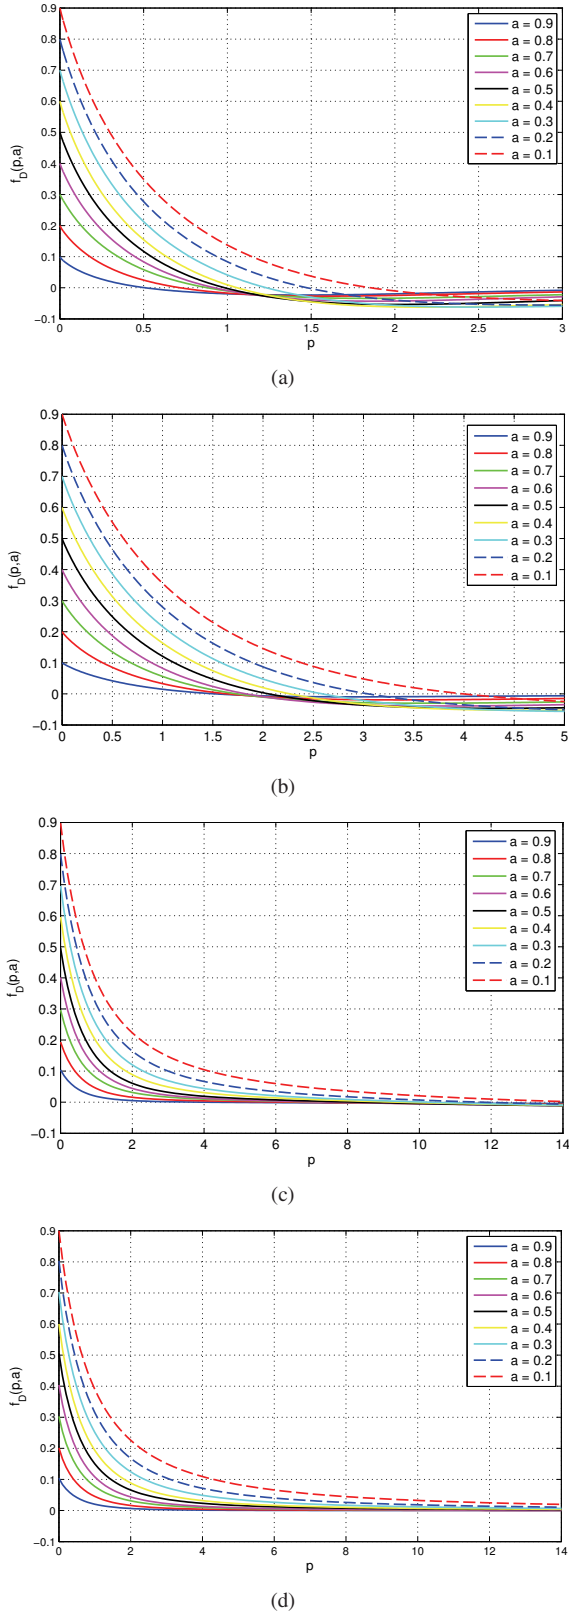 0.9
0.8
0.7
0.6
0.5
0.4
0.3
0.2
0.1
0
−0.1
f_D(p,a)
0 0.5 1 1.5 2 2.5 3
p
a = 0.9
a = 0.8
a = 0.7
a = 0.6
a = 0.5
a = 0.4
a = 0.3
a = 0.2
a = 0.1
(a)
0.9
0.8
0.7
0.6
0.5
0.4
0.3
0.2
0.1
0
−0.1
f_D(p,a)
0 0.5 1 1.5 2 2.5 3 3.5 4 4.5 5
p
a = 0.9
a = 0.8
a = 0.7
a = 0.6
a = 0.5
a = 0.4
a = 0.3
a = 0.2
a = 0.1
(b)
0.9
0.8
0.7
0.6
0.5
0.4
0.3
0.2
0.1
0
−0.1
f_D(p,a)
0 2 4 6 8 10 12 14
p
a = 0.9
a = 0.8
a = 0.7
a = 0.6
a = 0.5
a = 0.4
a = 0.3
a = 0.2
a = 0.1
(c)
0.9
0.8
0.7
0.6
0.5
0.4
0.3
0.2
0.1
0
−0.1
f_D(p,a)
0 2 4 6 8 10 12 14
p
a = 0.9
a = 0.8
a = 0.7
a = 0.6
a = 0.5
a = 0.4
a = 0.3
a = 0.2
a = 0.1
(d)